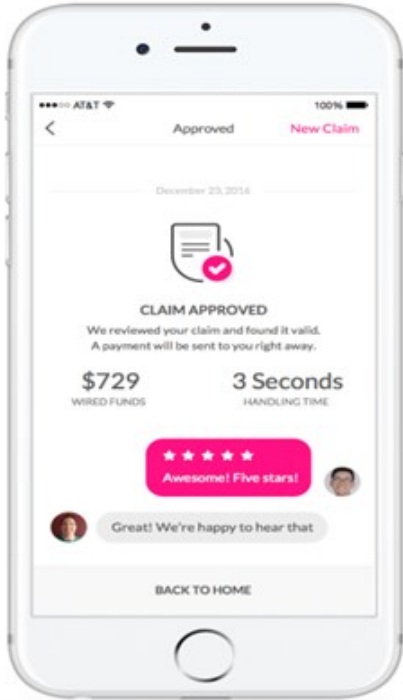 AT&T 100%
Approved New Claim
December 23, 2016
CLAIM APPROVED
We reviewed your claim and found it valid.
A payment will be sent to you right away.
$729 3 Seconds
WIRED FUNDS HANDLING TIME
Awesome! Five stars!
Great! We're happy to hear that
BACK TO HOME